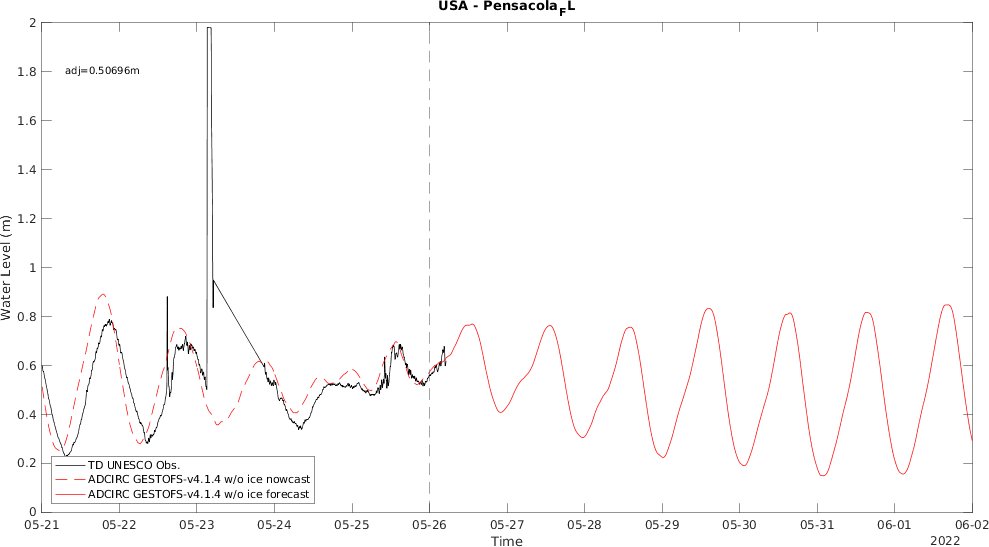 USA - Pensacola_FL
2
1.8
1.6
1.4
1.2
1
0.8
0.6
0.4
0.2
0
Water Level (m)
adj=0.50696m
TD UNESCO Obs.
ADCIRC GESTOFS-v4.1.4 w/o ice nowcast
ADCIRC GESTOFS-v4.1.4 w/o ice forecast
05-21 05-22 05-23 05-24 05-25 05-26 05-27 05-28 05-29 05-30 05-31 06-01 06-02
Time
2022